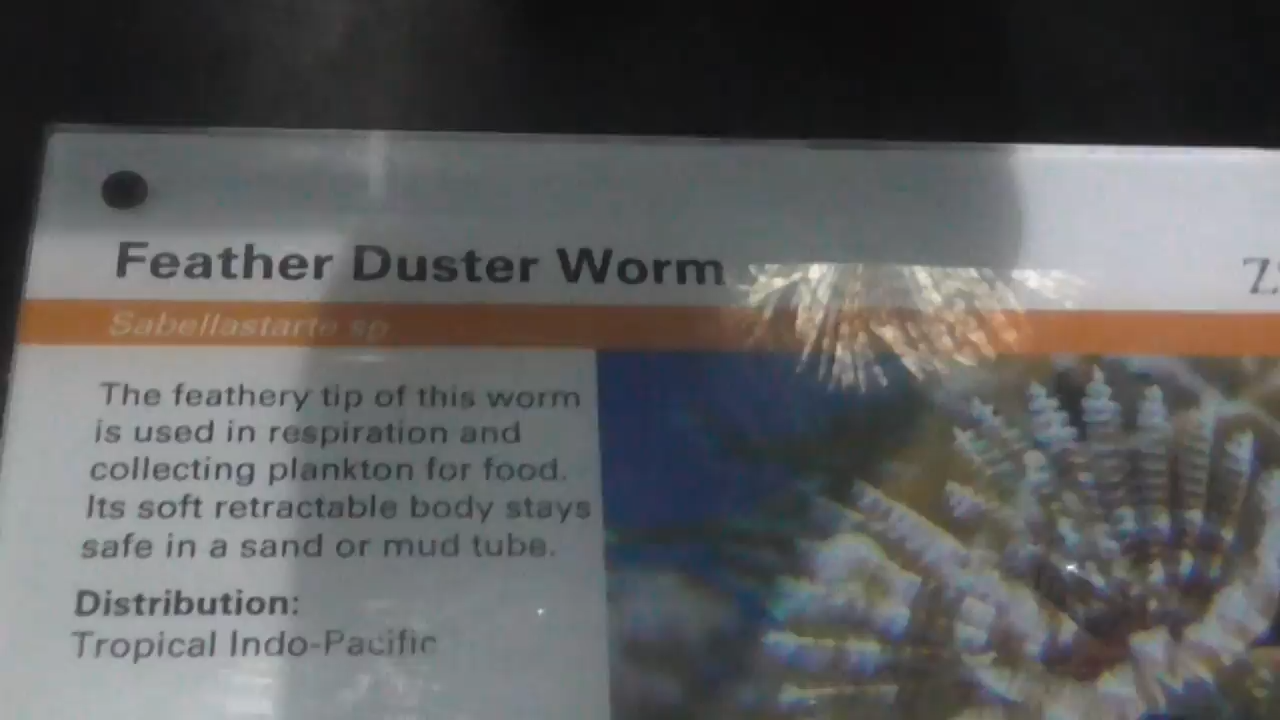 Feather Duster Worm
Sabellastarte sp
The feathery tip of this worm
is used in respiration and
collecting plankton for food.
Its soft retractable body stays
safe in a sand or mud tube.
Distribution:
Tropical Indo-Pacific